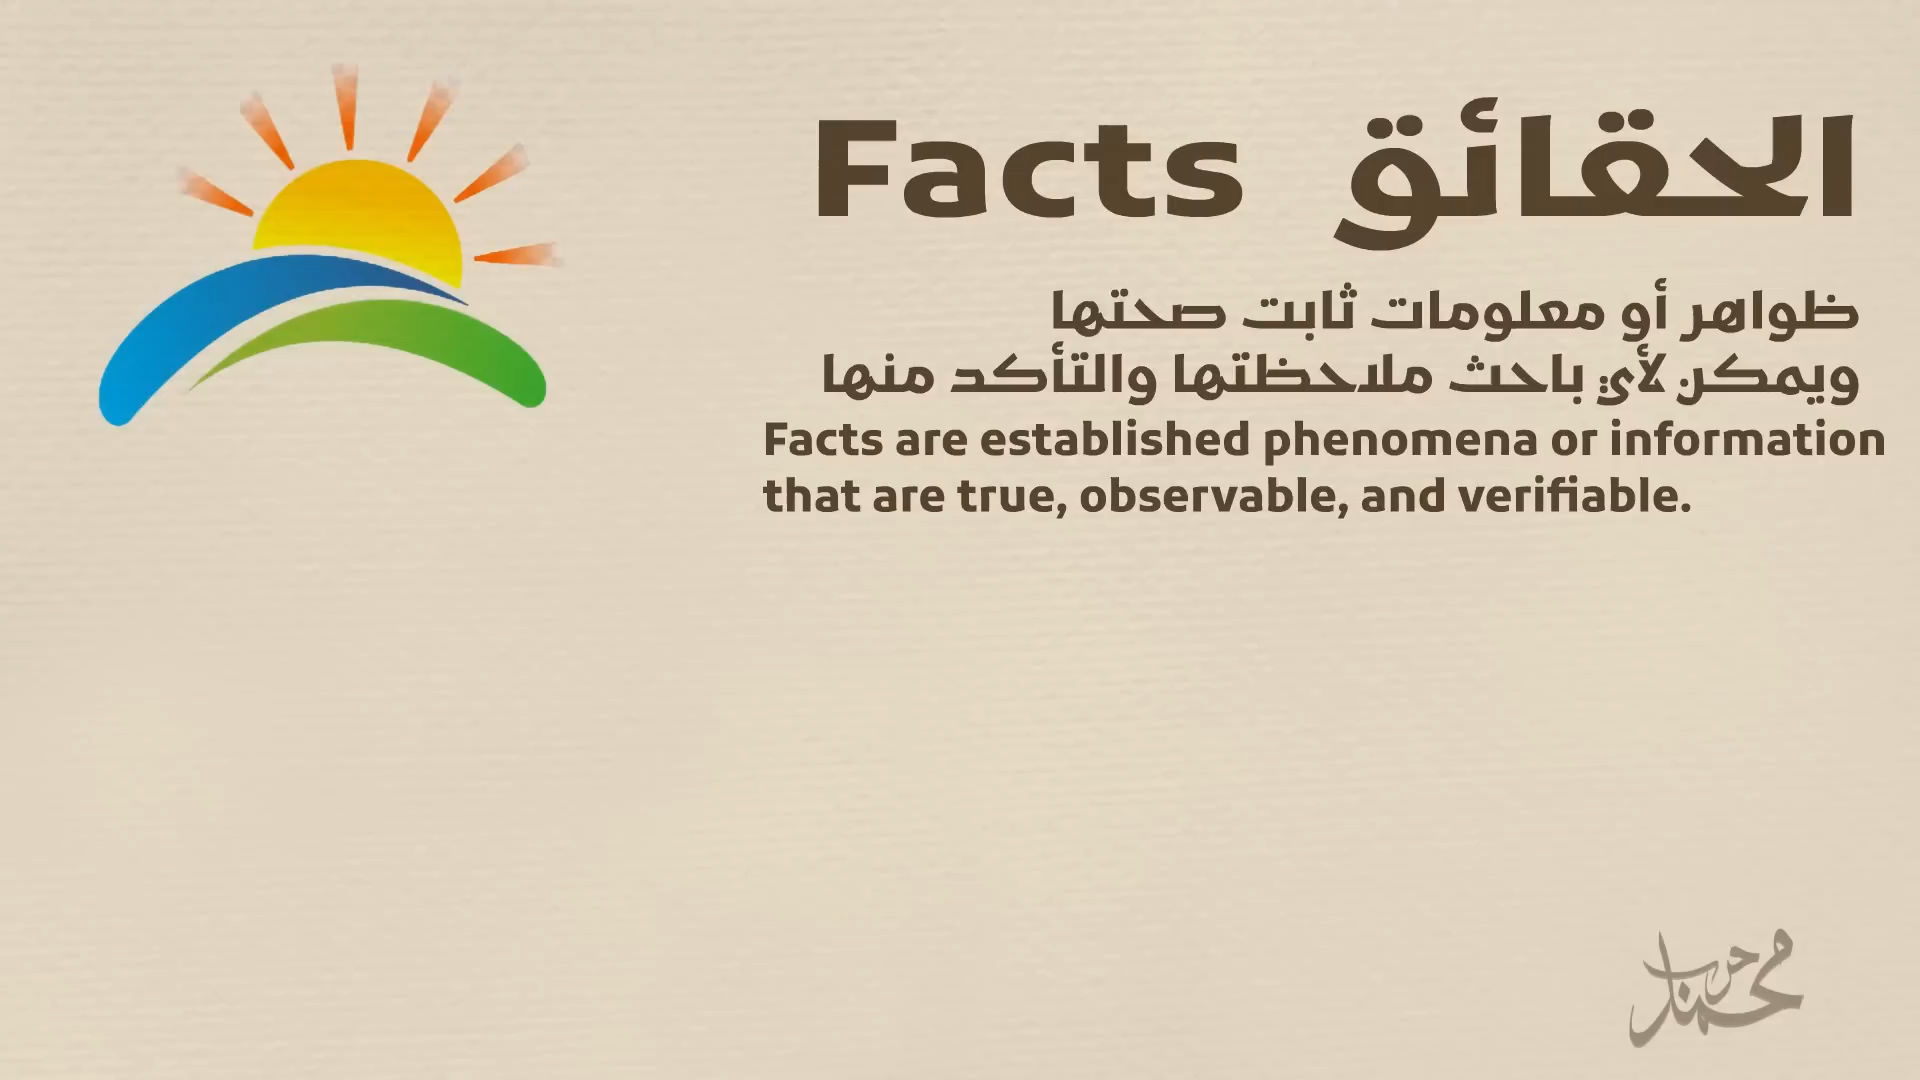 الحقائق Facts
ظواهر أو معلومات ثابت صحتها
ويمكن لأي باحث ملاحظتها والتأكد منها
Facts are established phenomena or information
that are true, observable, and verifiable.